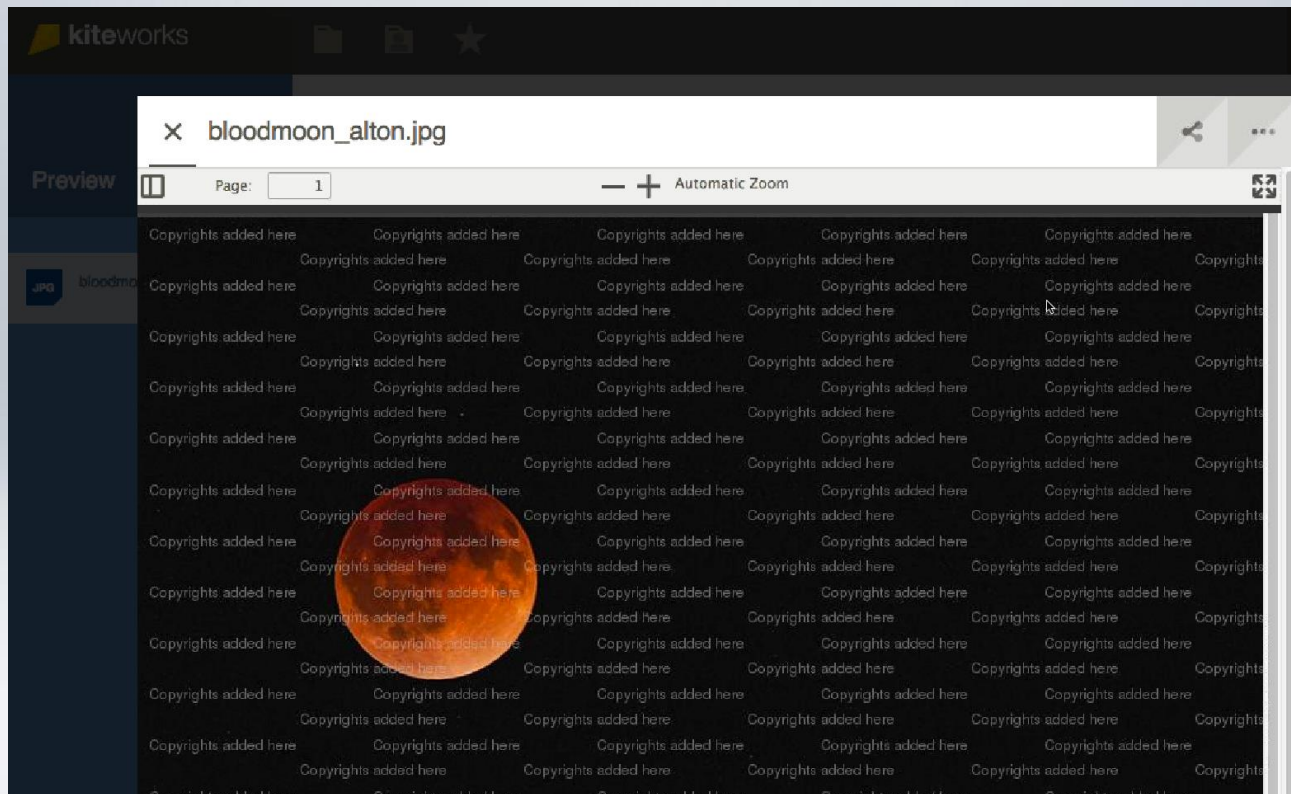 kiteworks
× bloodmoon_alton.jpg
Preview
Page: 1 Automatic Zoom
JPG bloodmo
Copyrights added here Copyrights added here Copyrights added here Copyrights added here Copyrights added here
Copyrights added here Copyrights added here Copyrights added here Copyrights added here Copyrights
Copyrights added here Copyrights added here Copyrights added here Copyrights added here Copyrights added here
Copyrights added here Copyrights added here Copyrights added here Copyrights added here Copyrights
Copyrights added here Copyrights added here Copyrights added here Copyrights added here Copyrights added here
Copyrights added here Copyrights added here Copyrights added here Copyrights added here Copyrights
Copyrights added here Copyrights added here Copyrights added here Copyrights added here Copyrights added here
Copyrights added here Copyrights added here Copyrights added here Copyrights added here Copyrights
Copyrights added here Copyrights added here Copyrights added here Copyrights added here Copyrights added here
Copyrights added here Copyrights added here Copyrights added here Copyrights added here Copyrights
Copyrights added here Copyrights added here Copyrights added here Copyrights added here Copyrights added here
Copyrights added here Copyrights added here Copyrights added here Copyrights added here Copyrights
Copyrights added here Copyrights added here Copyrights added here Copyrights added here Copyrights added here
Copyrights added here Copyrights added here Copyrights added here Copyrights added here Copyrights
Copyrights added here Copyrights added here Copyrights added here Copyrights added here Copyrights added here
Copyrights added here Copyrights added here Copyrights added here Copyrights added here Copyrights
Copyrights added here Copyrights added here Copyrights added here Copyrights added here Copyrights added here
Copyrights added here Copyrights added here Copyrights added here Copyrights added here Copyrights
Copyrights added here Copyrights added here Copyrights added here Copyrights added here Copyrights added here
Copyrights added here Copyrights added here Copyrights added here Copyrights added here Copyrights
Copyrights added here Copyrights added here Copyrights added here Copyrights added here Copyrights added here
Copyrights added here Copyrights added here Copyrights added here Copyrights added here Copyrights